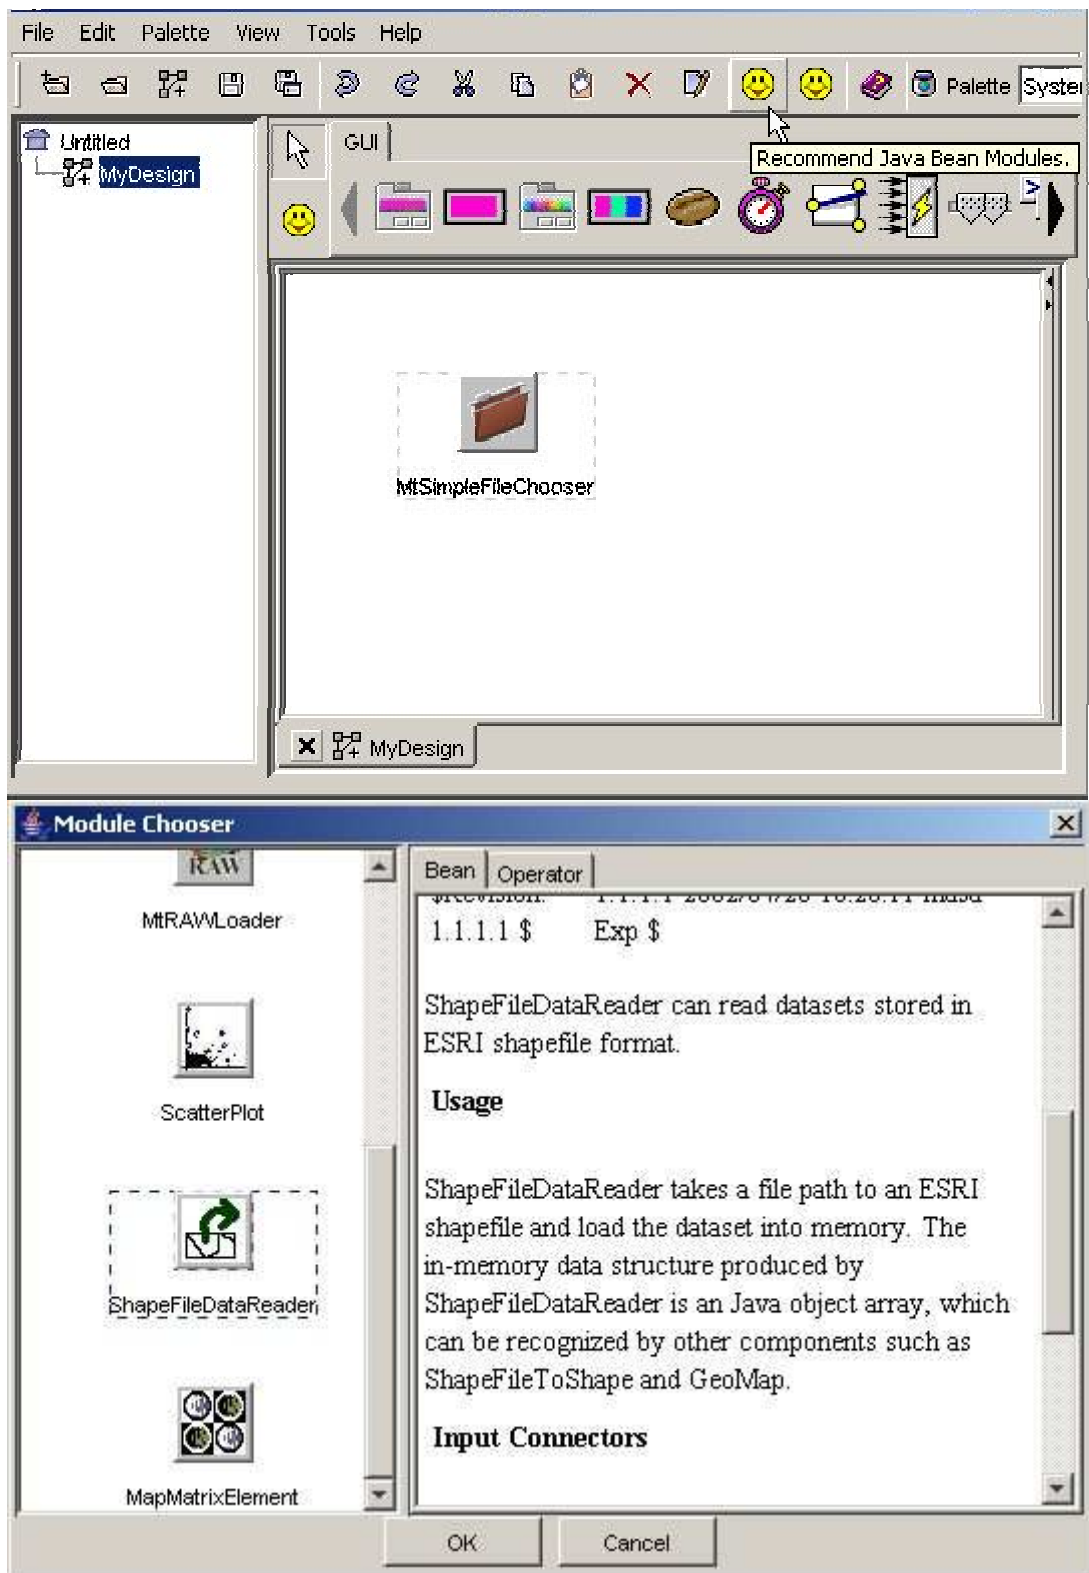 File Edit Palette View Tools Help
Palette System
Untitled
MyDesign
GUI
Recommend Java Bean Modules.
MtSimpleFileChooser
MyDesign
Module Chooser
RAW
MtRAWLoader
ScatterPlot
ShapeFileDataReader
MapMatrixElement
Bean Operator
1.1.1.1 $ Exp $
ShapeFileDataReader can read datasets stored in
ESRI shapefile format.
Usage
ShapeFileDataReader takes a file path to an ESRI
shapefile and load the dataset into memory. The
in-memory data structure produced by
ShapeFileDataReader is an Java object array, which
can be recognized by other components such as
ShapeFileToShape and GeoMap.
Input Connectors
OK Cancel